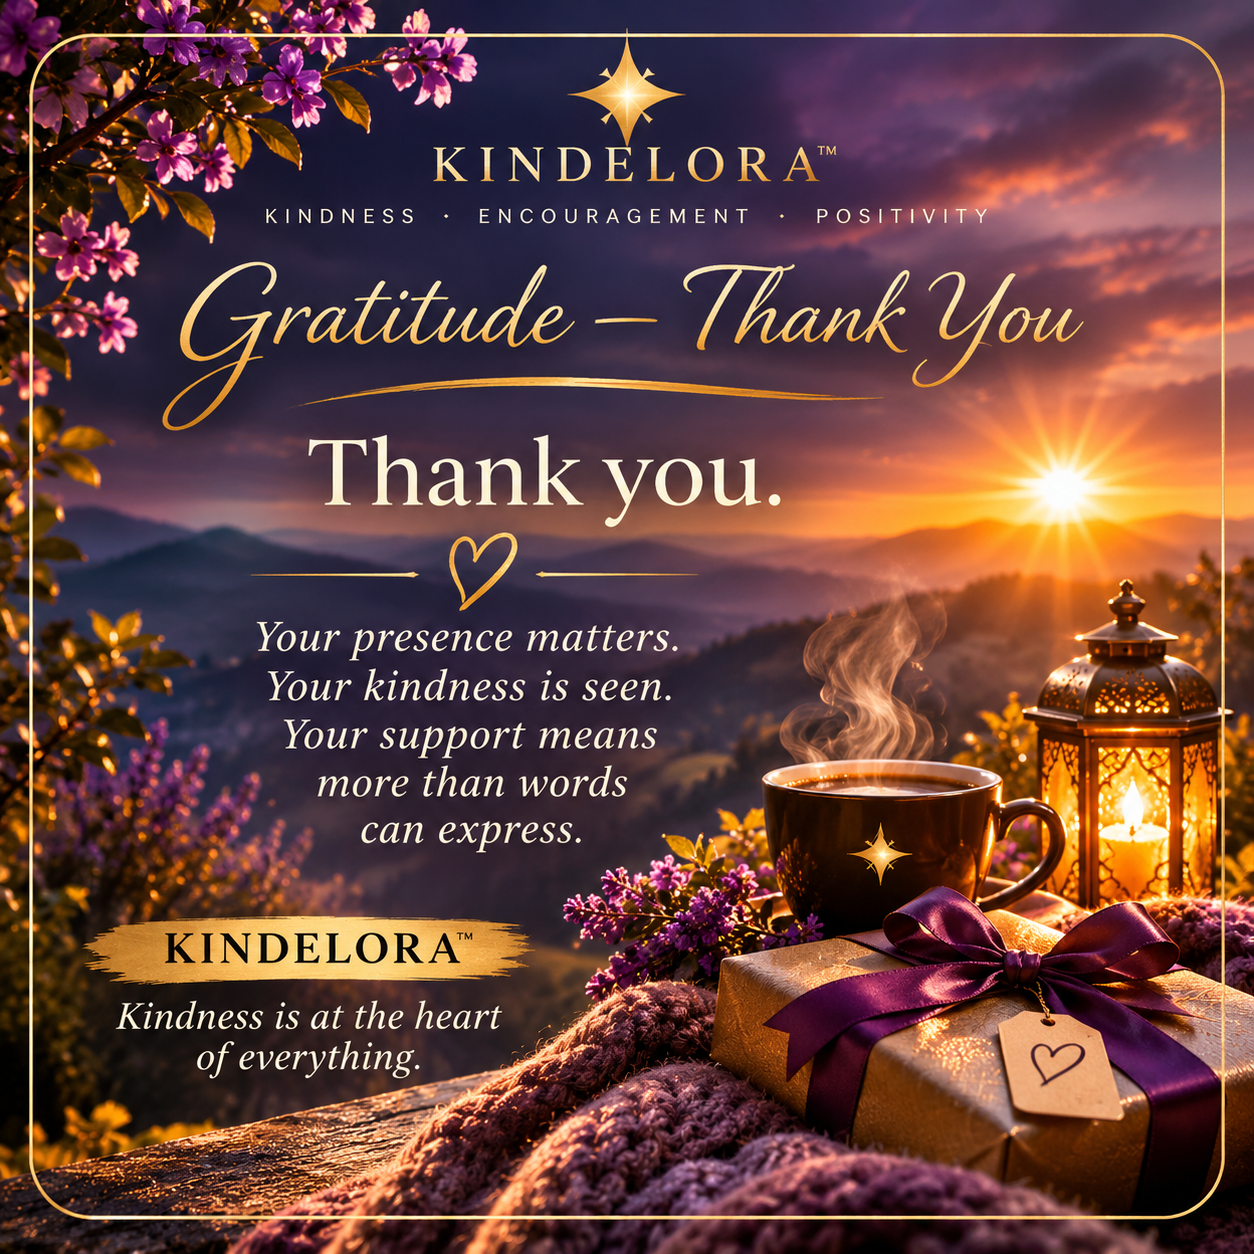 KINDELORA™
KINDNESS · ENCOURAGEMENT · POSITIVITY
Gratitude – Thank You
Thank you.
Your presence matters.
Your kindness is seen.
Your support means
more than words
can express.
KINDELORA™
Kindness is at the heart
of everything.